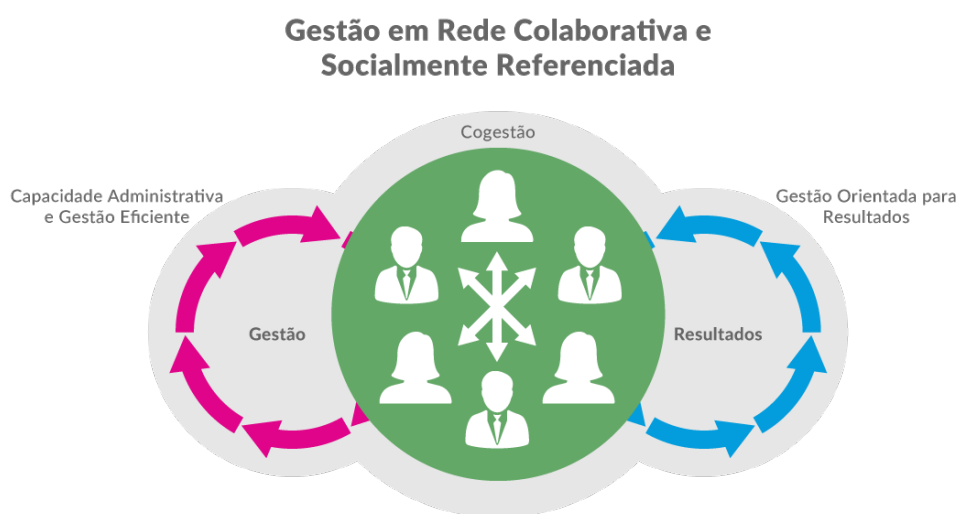 Gestão em Rede Colaborativa e
Socialmente Referenciada
Cogestão
Capacidade Administrativa
e Gestão Eficiente
Gestão Orientada para
Resultados
Gestão
Resultados